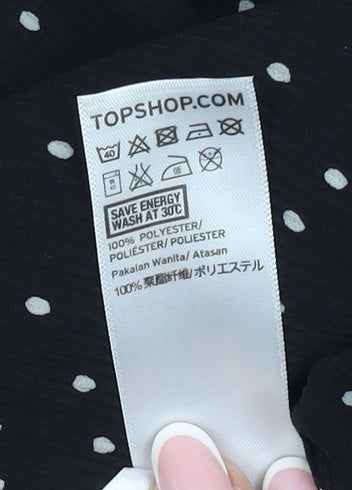 TOPSHOP.COM
40
SAVE ENERGY
WASH AT 30°C
100% POLYESTER/
POLIÉSTER/ POLIESTER
Pakaian Wanita/ Atasan
100% 聚酯纤维/ポリエステル